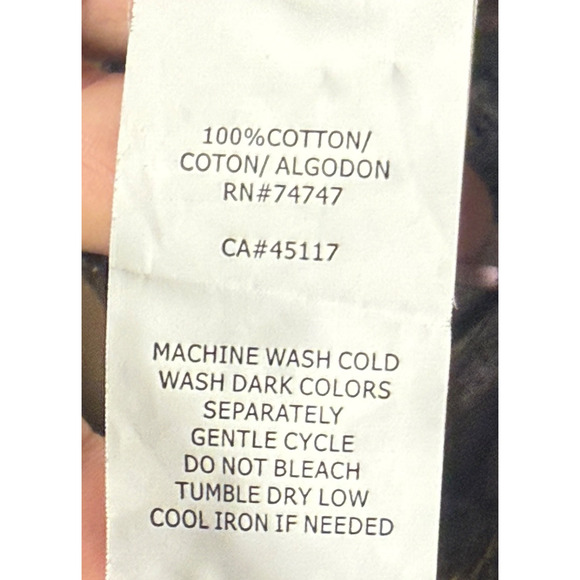 100%COTTON/
COTON/ ALGODON
RN#74747
CA#45117
MACHINE WASH COLD
WASH DARK COLORS
SEPARATELY
GENTLE CYCLE
DO NOT BLEACH
TUMBLE DRY LOW
COOL IRON IF NEEDED